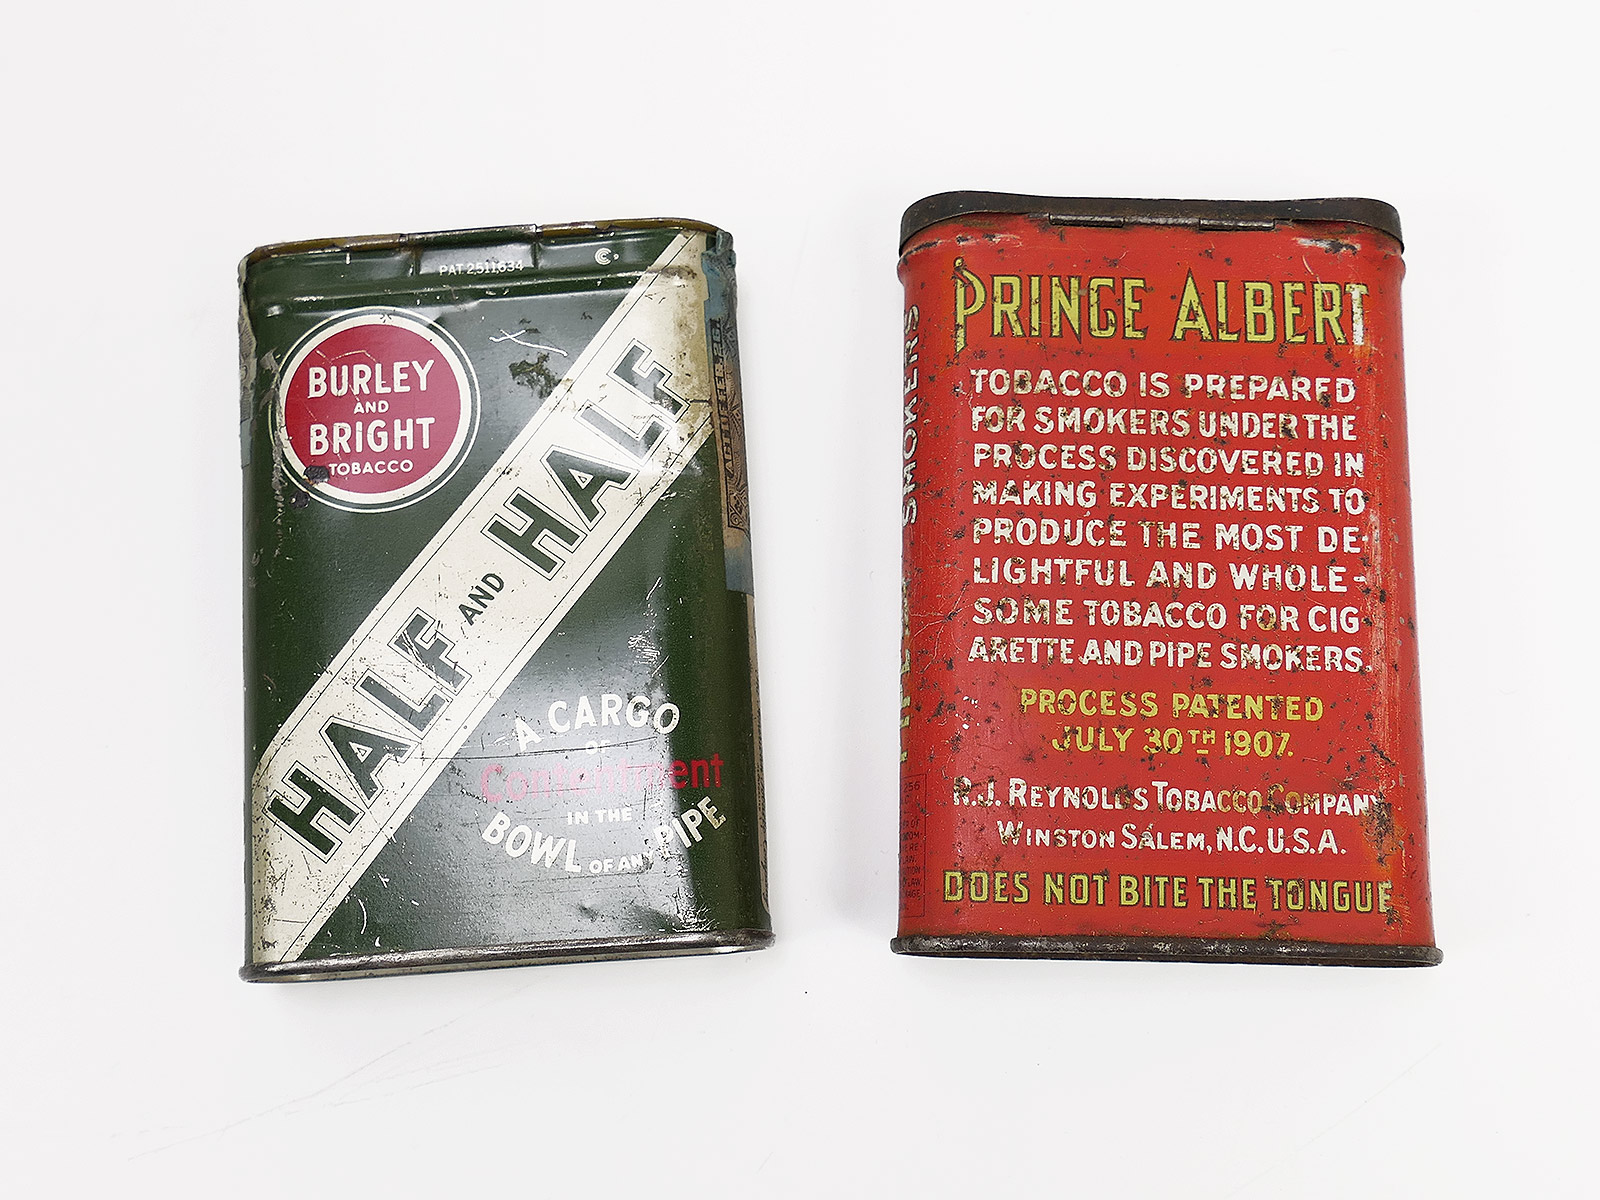 PAT 2511634
BURLEY
AND
BRIGHT
TOBACCO
HALF AND HALF
A CARGO
OF
Contentment
IN THE
BOWL OF ANY PIPE
PRINCE ALBERT
TOBACCO IS PREPARED
FOR SMOKERS UNDER THE
PROCESS DISCOVERED IN
MAKING EXPERIMENTS TO
PRODUCE THE MOST DE-
LIGHTFUL AND WHOLE-
SOME TOBACCO FOR CIG
ARETTE AND PIPE SMOKERS.
PROCESS PATENTED
JULY 30TH 1907.
R.J. REYNOLDS TOBACCO COMPANY
WINSTON SALEM, N.C. U.S.A.
DOES NOT BITE THE TONGUE
SMOKERS